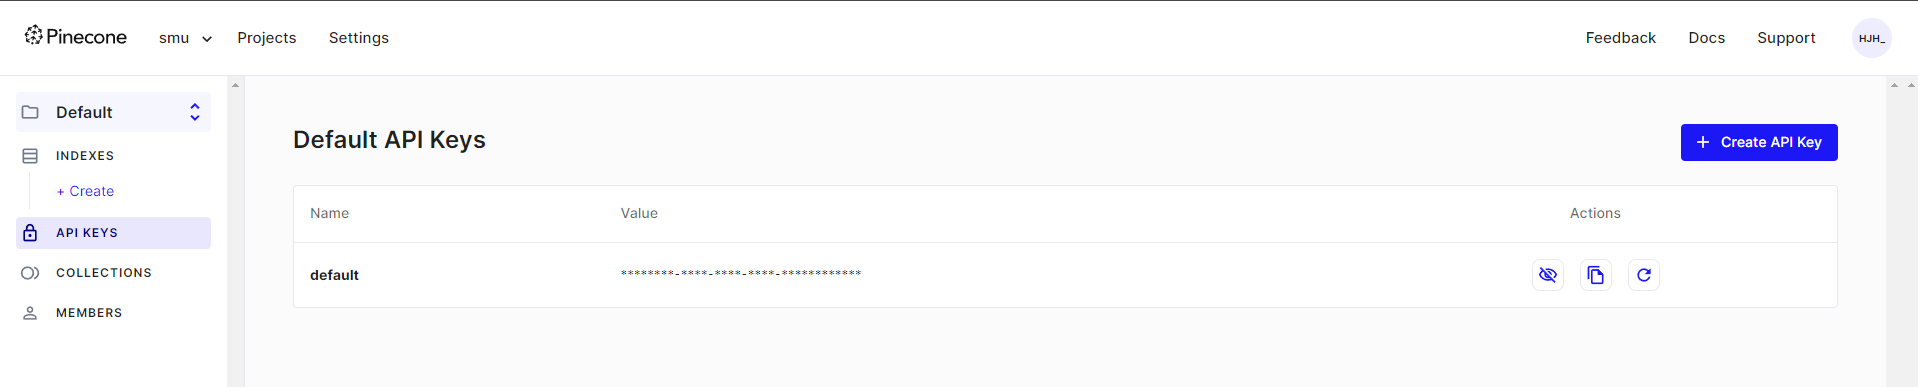 Pinecone smu Projects Settings Feedback Docs Support HJH_
Default
INDEXES
+ Create
API KEYS
COLLECTIONS
MEMBERS
Default API Keys
+ Create API Key
Name Value Actions
default ********-****-****-****-************